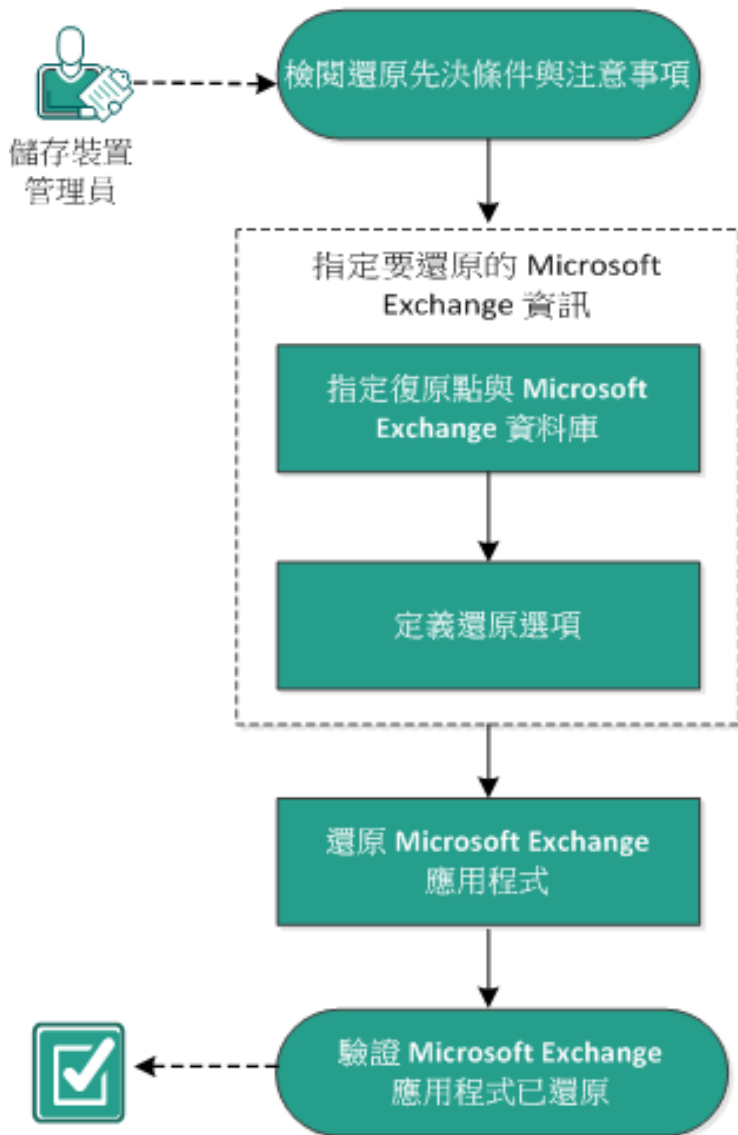 檢閱還原先決條件與注意事項
儲存裝置
管理員
指定要還原的 Microsoft
Exchange 資訊
指定復原點與 Microsoft
Exchange 資料庫
定義還原選項
還原 Microsoft Exchange
應用程式
驗證 Microsoft Exchange
應用程式已還原